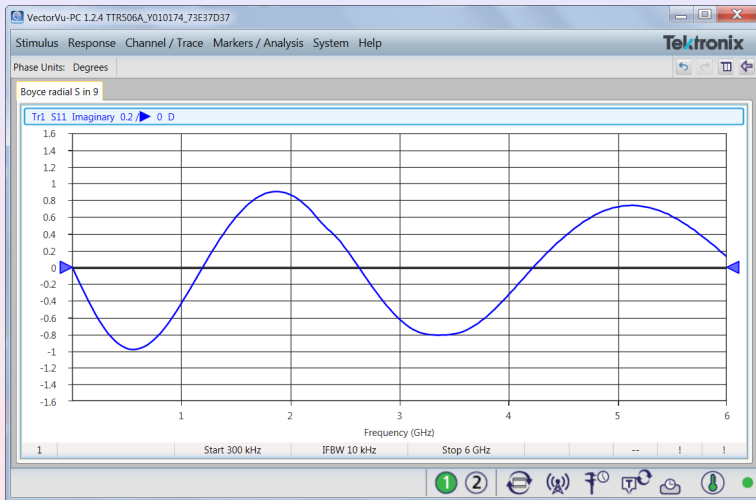 VectorVu-PC 1.2.4 TTR506A_Y010174_73E37D37
Stimulus Response Channel / Trace Markers / Analysis System Help
Tektronix
Phase Units: Degrees
Boyce radial S in 9
Tr1 S11 Imaginary 0.2 / 0 D
1.6
1.4
1.2
1
0.8
0.6
0.4
0.2
0
-0.2
-0.4
-0.6
-0.8
-1
-1.2
-1.4
-1.6
1 2 3 4 5 6
Frequency (GHz)
1 Start 300 kHz IFBW 10 kHz Stop 6 GHz -- ! !
1 2 T